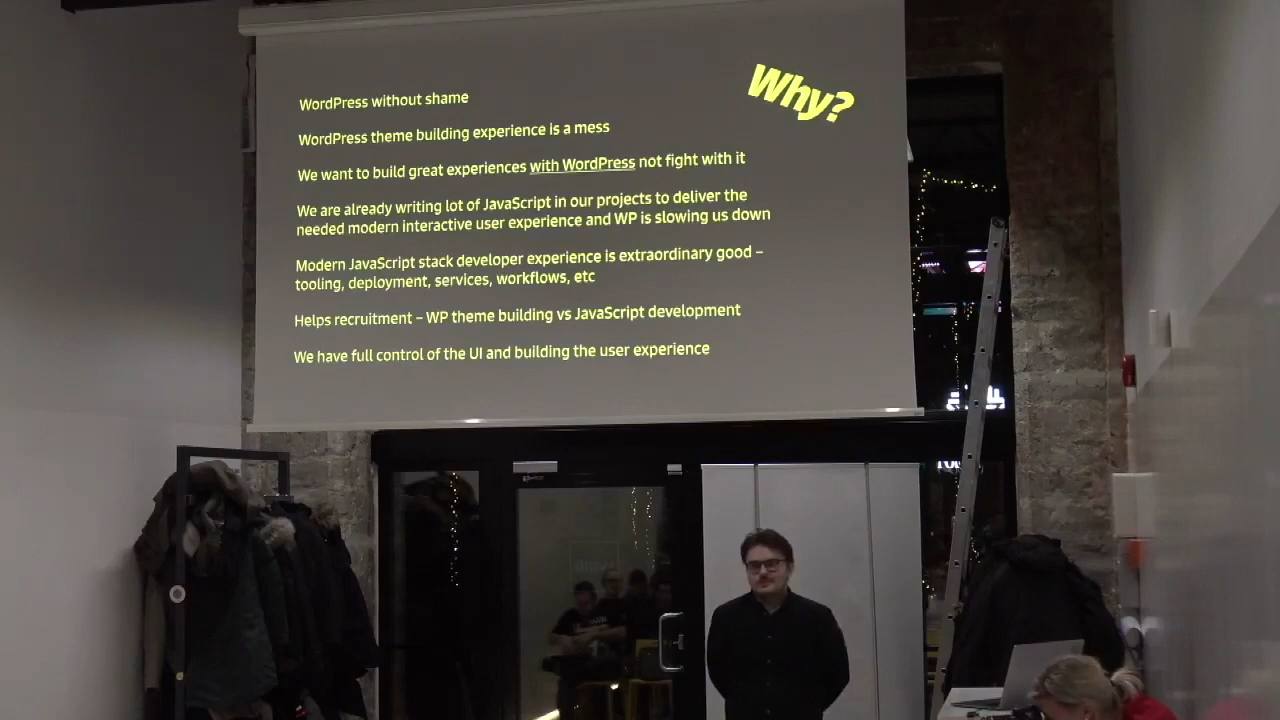 Why?
WordPress without shame
WordPress theme building experience is a mess
We want to build great experiences with WordPress not fight with it
We are already writing lot of JavaScript in our projects to deliver the
needed modern interactive user experience and WP is slowing us down
Modern JavaScript stack developer experience is extraordinary good –
tooling, deployment, services, workflows, etc
Helps recruitment – WP theme building vs JavaScript development
We have full control of the UI and building the user experience